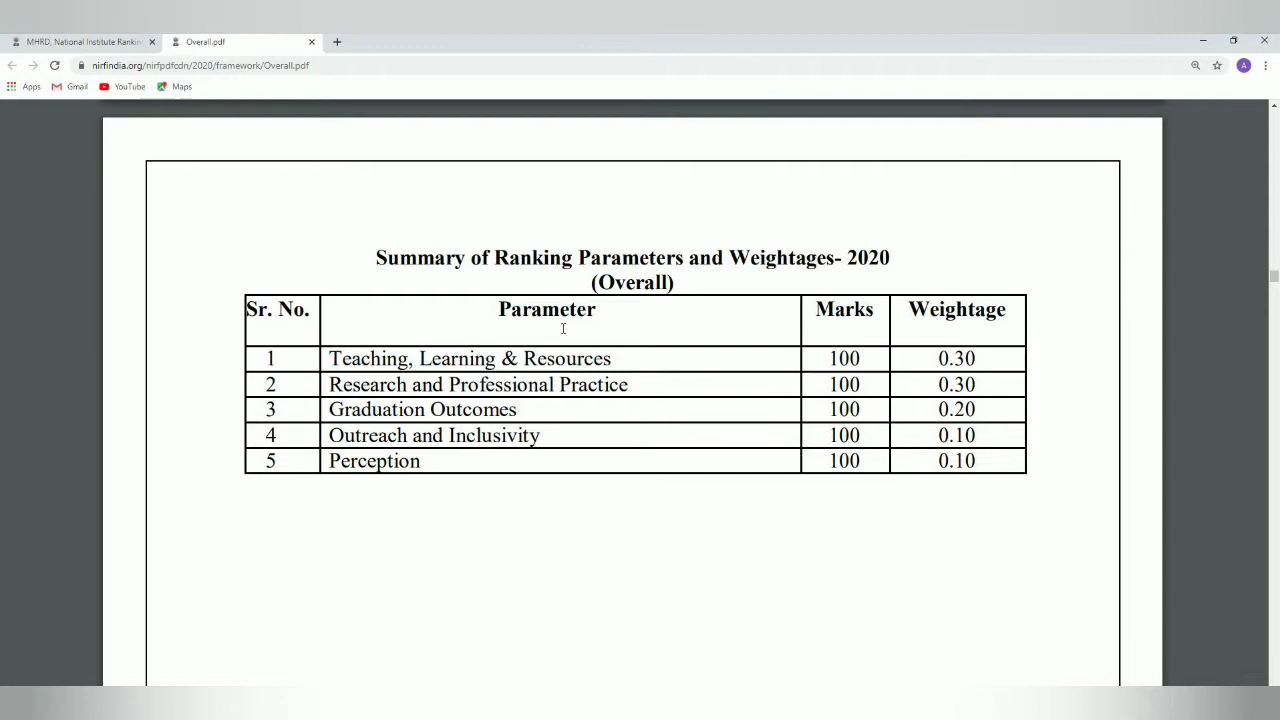 MHRD, National Institute Rankin
Overall.pdf
nirfindia.org/nirfpdfcdn/2020/framework/Overall.pdf
A
Apps Gmail YouTube Maps
Summary of Ranking Parameters and Weightages- 2020
(Overall)
Sr. No. Parameter Marks Weightage
1 Teaching, Learning & Resources 100 0.30
2 Research and Professional Practice 100 0.30
3 Graduation Outcomes 100 0.20
4 Outreach and Inclusivity 100 0.10
5 Perception 100 0.10